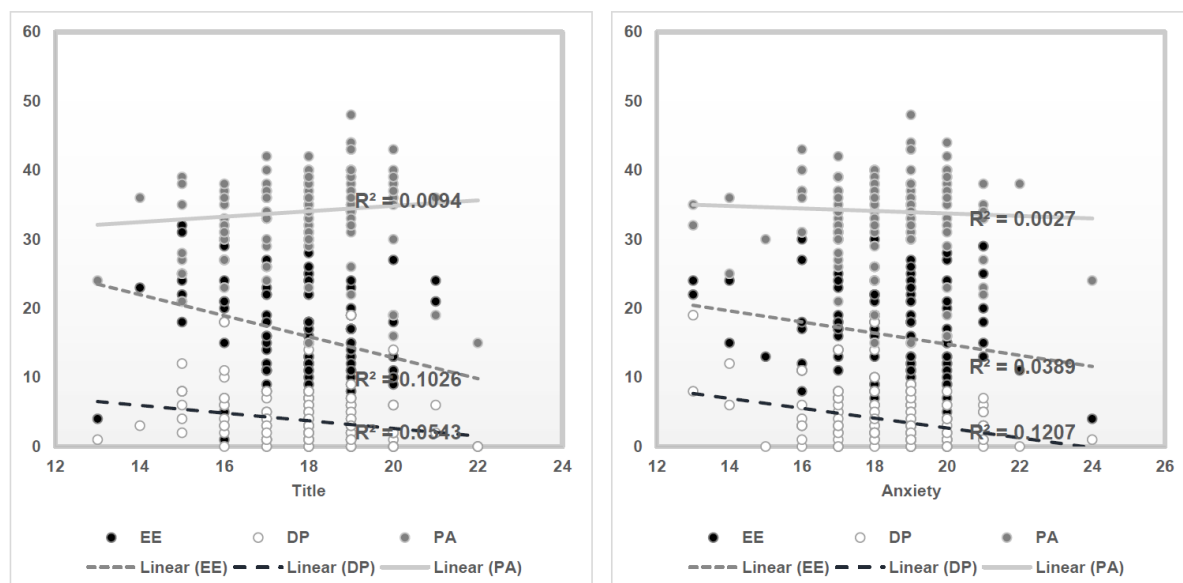 60
50
40
30
20
10
0
R² = 0.0094
R² = 0.1026
R² = 0.0543
12 14 16 18 20 22 24
Title
EE DP PA
Linear (EE) Linear (DP) Linear (PA)
60
50
40
30
20
10
0
R² = 0.0027
R² = 0.0389
R² = 0.1207
12 14 16 18 20 22 24 26
Anxiety
EE DP PA
Linear (EE) Linear (DP) Linear (PA)